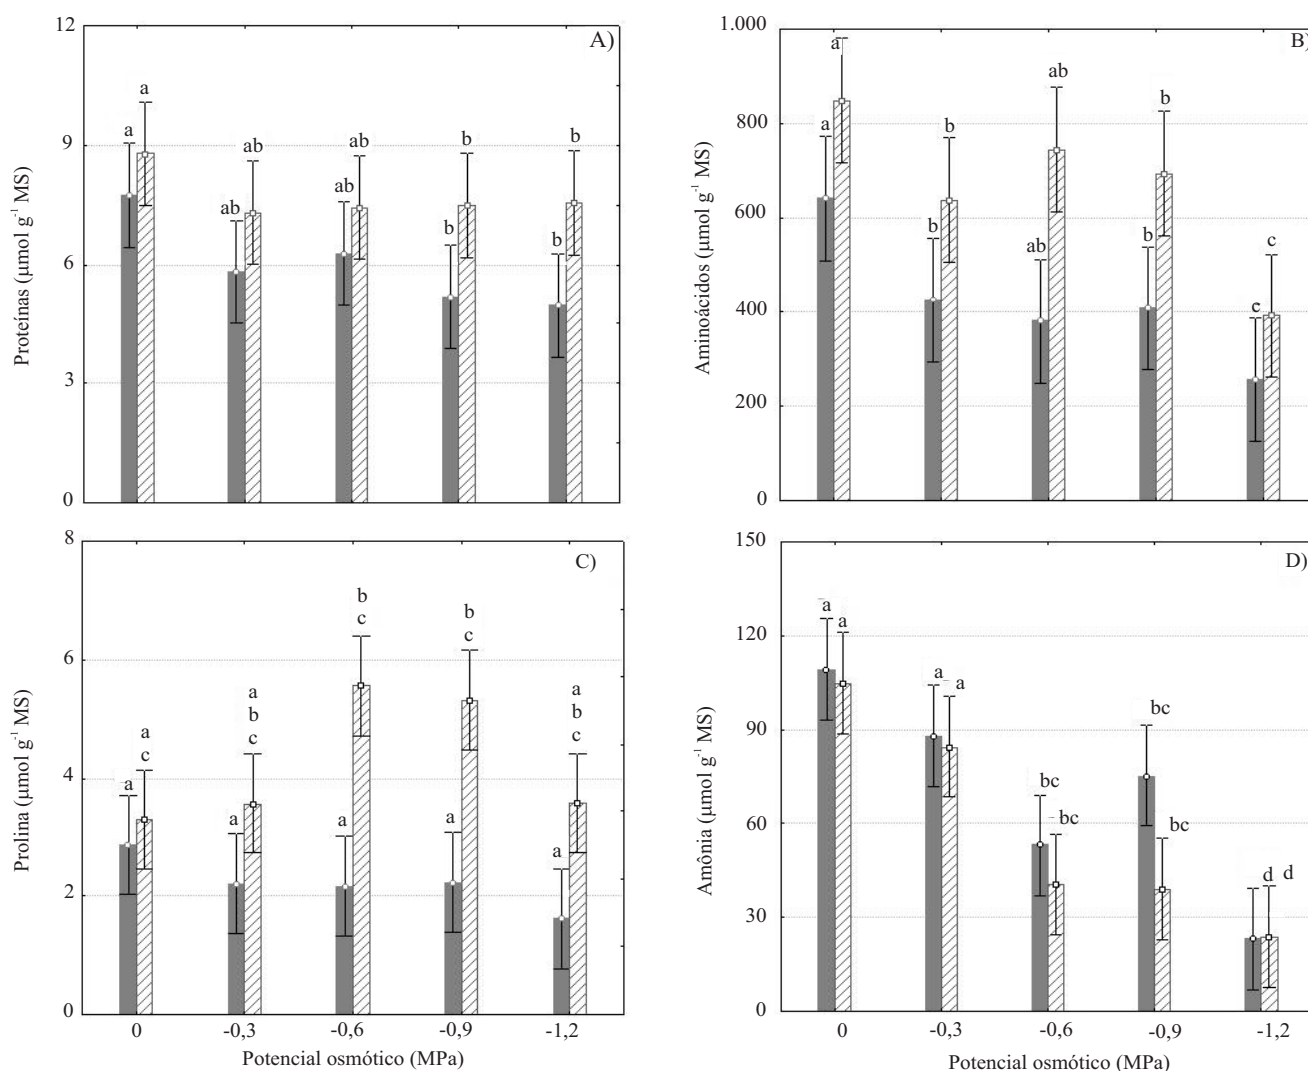 A)
Proteínas (µmol g-1 MS)
12
9
6
3
0
a a
ab ab
ab ab
b b
b b
B)
Aminoácidos (µmol g-1 MS)
1.000
800
600
400
200
0
a a
b b
ab ab
b b
c c
C)
Prolina (µmol g-1 MS)
8
6
4
2
0
a
a
c
a
a
b
c
a
b
c
a
b
c
a
a
b
c
0 -0,3 -0,6 -0,9 -1,2
Potencial osmótico (MPa)
D)
Amônia (µmol g-1 MS)
150
120
90
60
30
0
a a
a a
bc bc
bc bc
d d
0 -0,3 -0,6 -0,9 -1,2
Potencial osmótico (MPa)